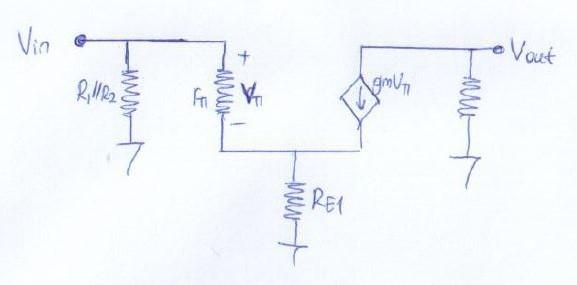 Vin
R1//R2
rπ
+
Vπ
-
gmVπ
Vout
RE1